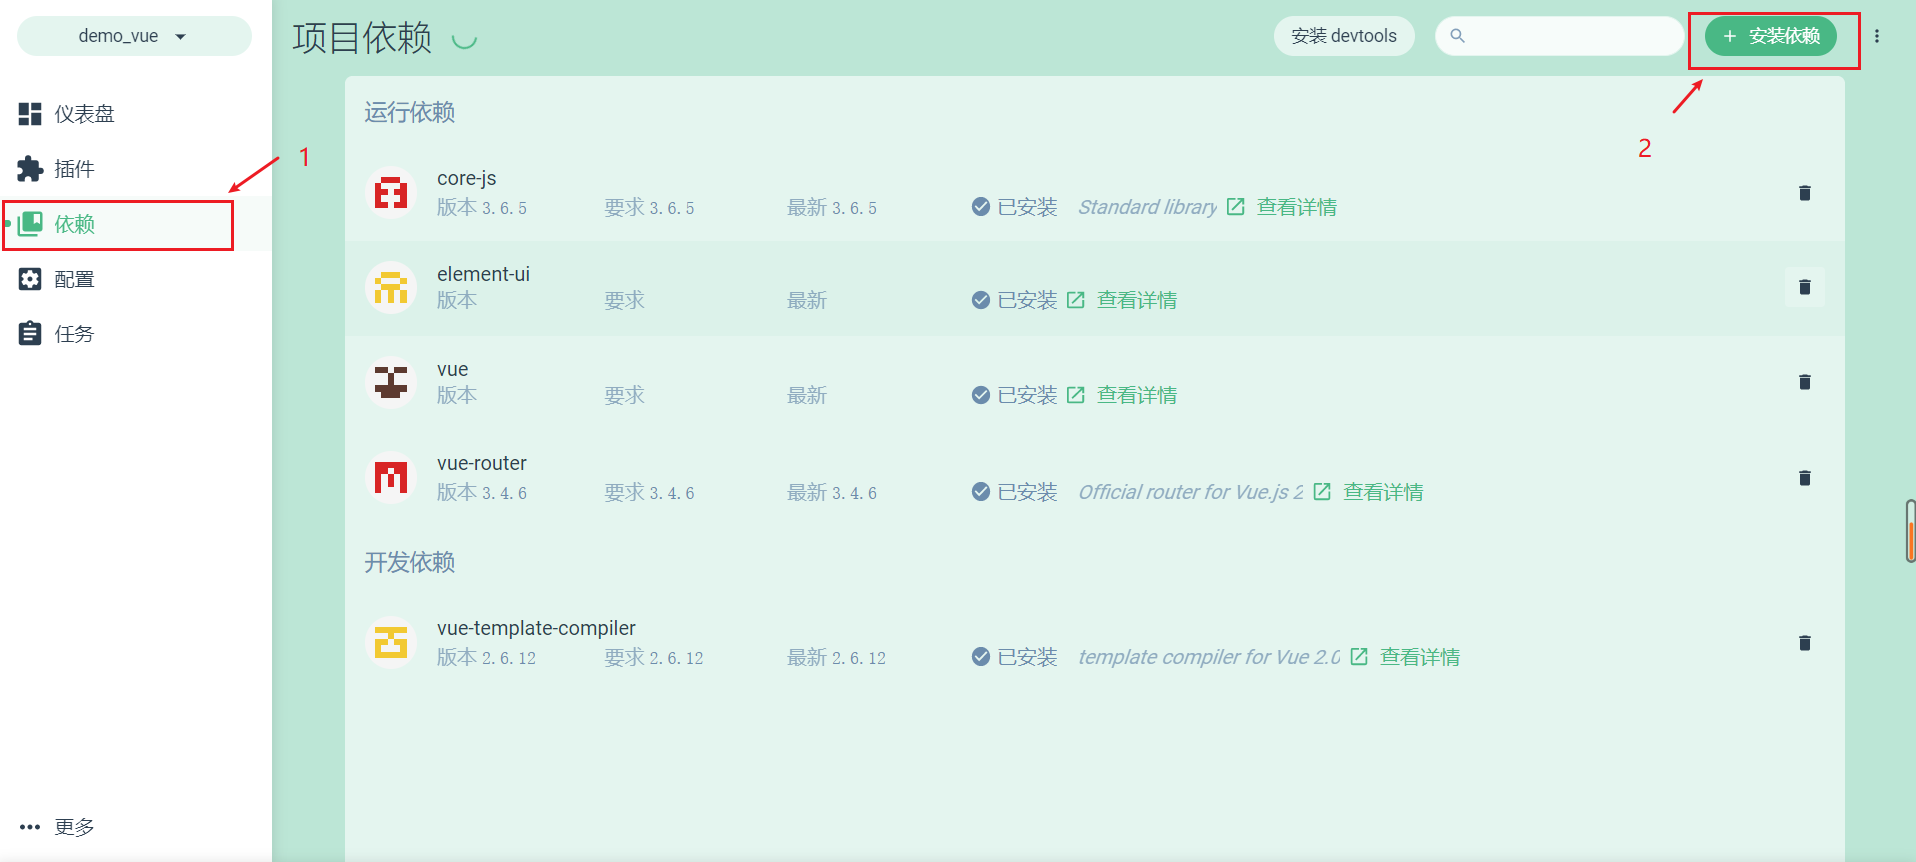 demo_vue
项目依赖
安装 devtools
安装依赖
仪表盘
插件
依赖
配置
任务
更多
1
2
运行依赖
core-js
版本 3.6.5 要求 3.6.5 最新 3.6.5 已安装 Standard library 查看详情
element-ui
版本 要求 最新 已安装 查看详情
vue
版本 要求 最新 已安装 查看详情
vue-router
版本 3.4.6 要求 3.4.6 最新 3.4.6 已安装 Official router for Vue.js 2 查看详情
开发依赖
vue-template-compiler
版本 2.6.12 要求 2.6.12 最新 2.6.12 已安装 template compiler for Vue 2.0 查看详情